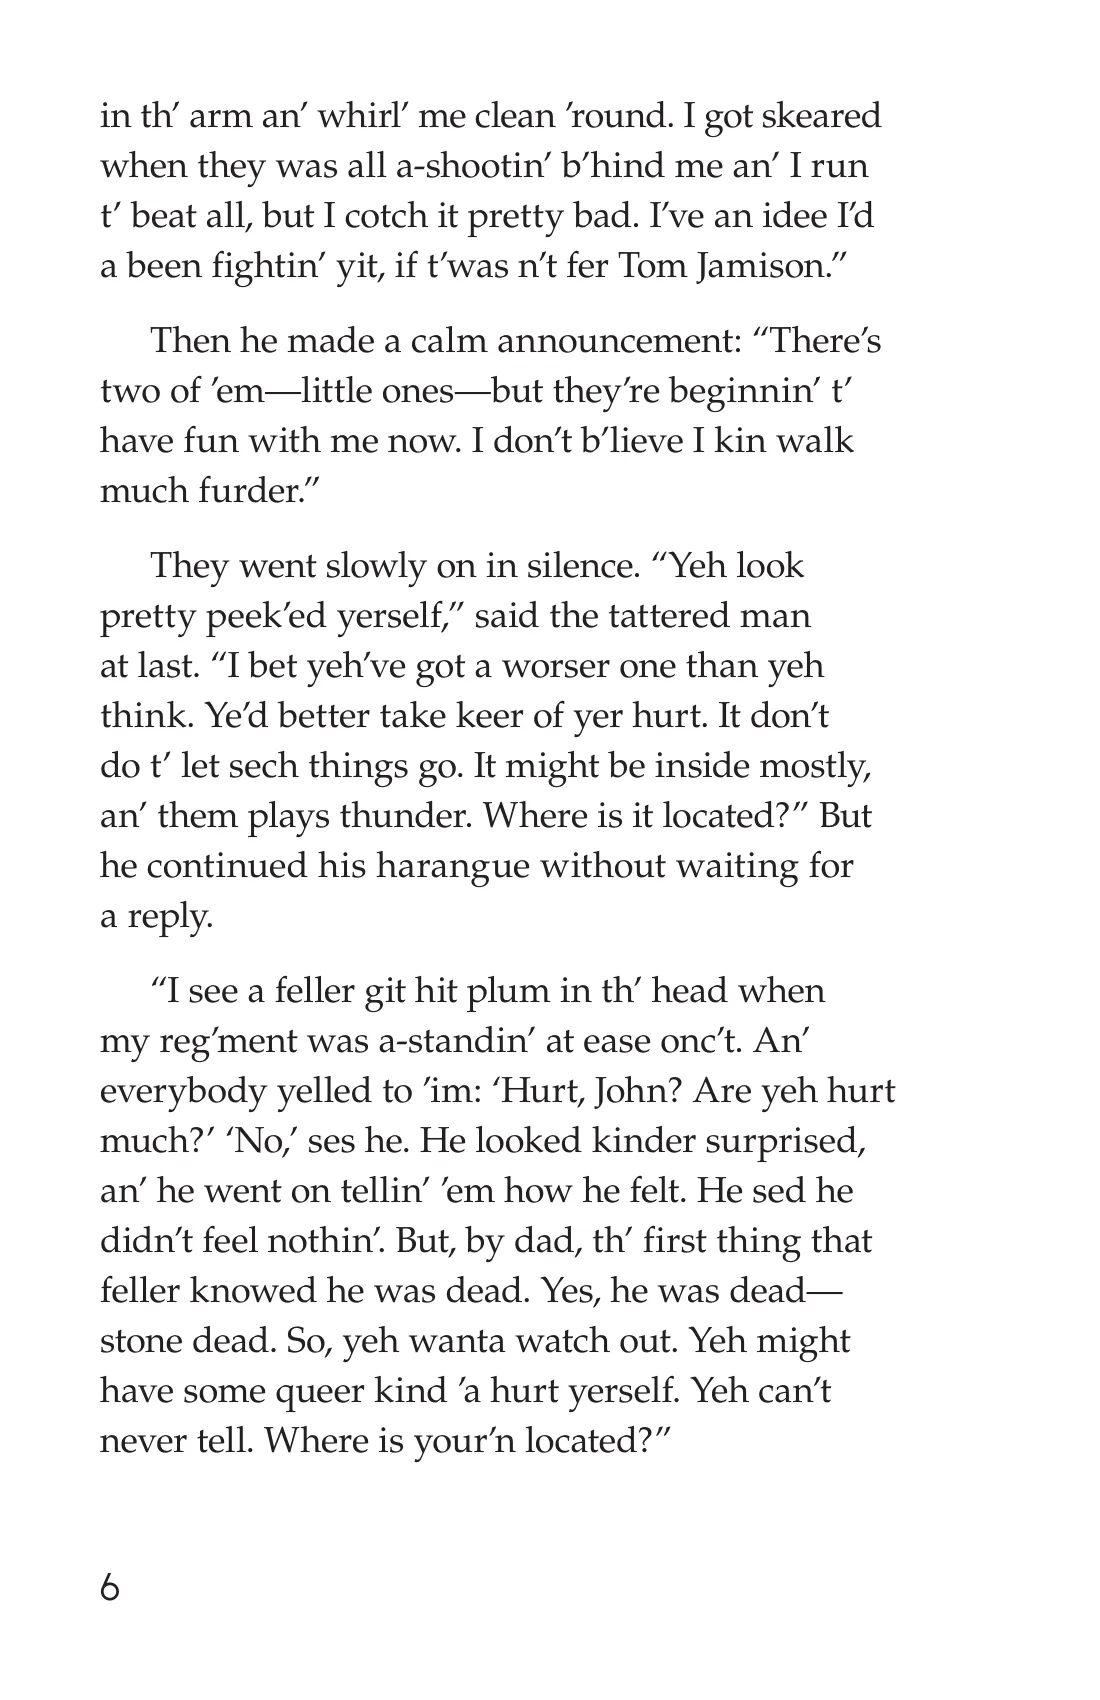 in th’ arm an’ whirl’ me clean ’round. I got skeared
when they was all a-shootin’ b’hind me an’ I run
t’ beat all, but I cotch it pretty bad. I’ve an idee I’d
a been fightin’ yit, if t’was n’t fer Tom Jamison.”
Then he made a calm announcement: “There’s
two of ’em—little ones—but they’re beginnin’ t’
have fun with me now. I don’t b’lieve I kin walk
much furder.”
They went slowly on in silence. “Yeh look
pretty peek’ed yerself,” said the tattered man
at last. “I bet yeh’ve got a worser one than yeh
think. Ye’d better take keer of yer hurt. It don’t
do t’ let sech things go. It might be inside mostly,
an’ them plays thunder. Where is it located?” But
he continued his harangue without waiting for
a reply.
“I see a feller git hit plum in th’ head when
my reg’ment was a-standin’ at ease onc’t. An’
everybody yelled to ’im: ‘Hurt, John? Are yeh hurt
much?’ ‘No,’ ses he. He looked kinder surprised,
an’ he went on tellin’ ’em how he felt. He sed he
didn’t feel nothin’. But, by dad, th’ first thing that
feller knowed he was dead. Yes, he was dead—
stone dead. So, yeh wanta watch out. Yeh might
have some queer kind ’a hurt yerself. Yeh can’t
never tell. Where is your’n located?”
6